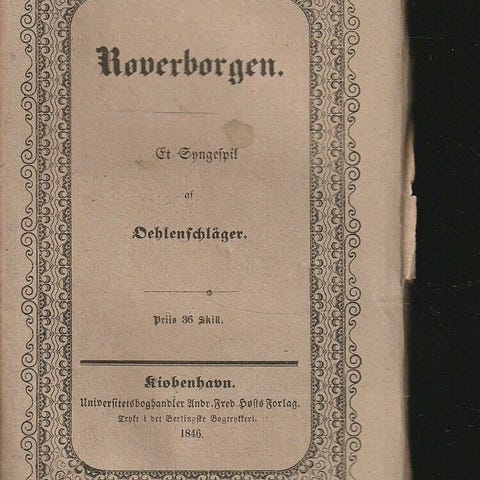 Røverborgen.
Et Syngespil
af
Oehlenschläger.
Priis 36 Skill.
Kiøbenhavn.
Universitetsboghandler Andr. Fred. Høsts Forlag.
Trykt i det Berlingske Bogtrykkeri.
1846.